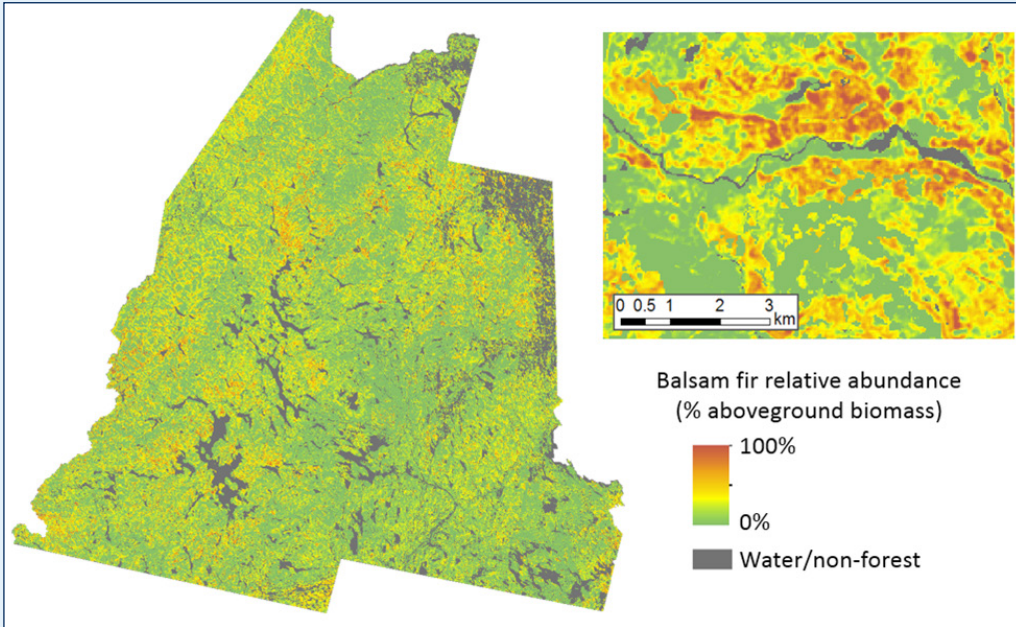 0 0.5 1 2 3
km
Balsam fir relative abundance
(% aboveground biomass)
100%
0%
Water/non-forest